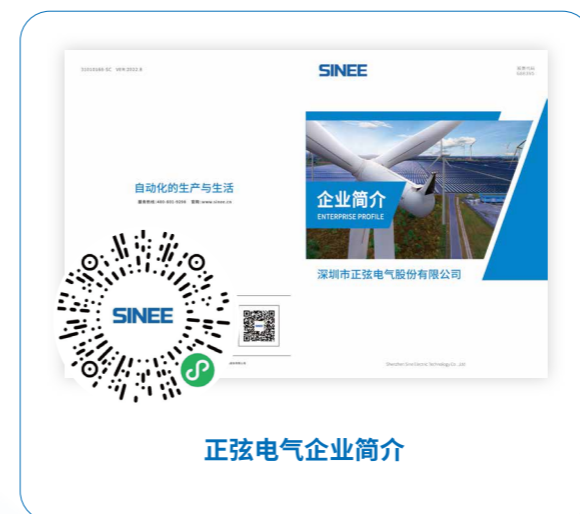 SINEE
自动化的生产与生活
企业简介
ENTERPRISE PROFILE
深圳市正弦电气股份有限公司
SINEE
正弦电气企业简介